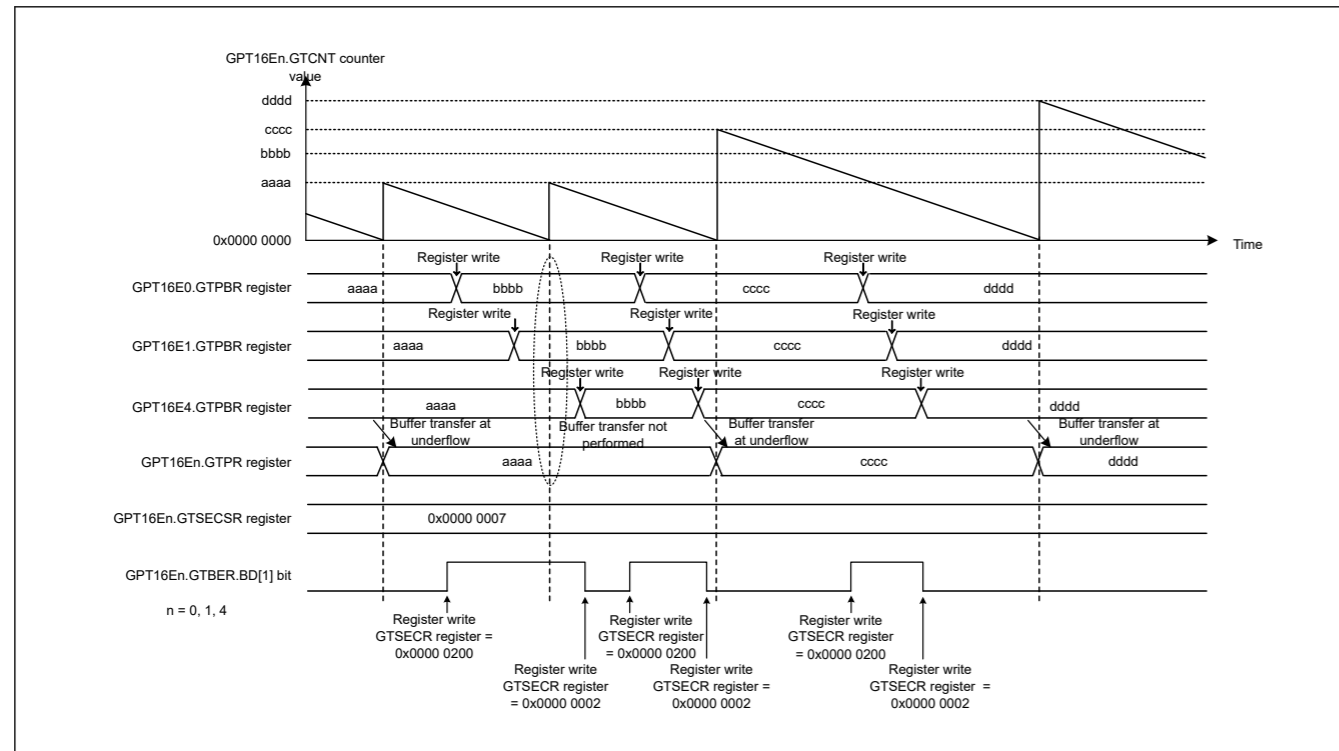 GPT16En.GTCNT counter
value
dddd
cccc
bbbb
aaaa
0x0000 0000
Time
Register write
Register write
Register write
GPT16E0.GTPBR register
aaaa
bbbb
cccc
dddd
Register write
Register write
Register write
GPT16E1.GTPBR register
aaaa
bbbb
cccc
dddd
Register write
Register write
Register write
GPT16E4.GTPBR register
aaaa
bbbb
cccc
dddd
Buffer transfer at
underflow
Buffer transfer not
performed
Buffer transfer
at underflow
Buffer transfer at
underflow
GPT16En.GTPR register
aaaa
cccc
dddd
GPT16En.GTSECSR register
0x0000 0007
GPT16En.GTBER.BD[1] bit
n = 0, 1, 4
Register write
GTSECR register =
0x0000 0200
Register write
GTSECR register
= 0x0000 0002
Register write
GTSECR register
= 0x0000 0200
Register write
GTSECR register =
0x0000 0002
Register write
GTSECR register
= 0x0000 0200
Register write
GTSECR register =
0x0000 0002